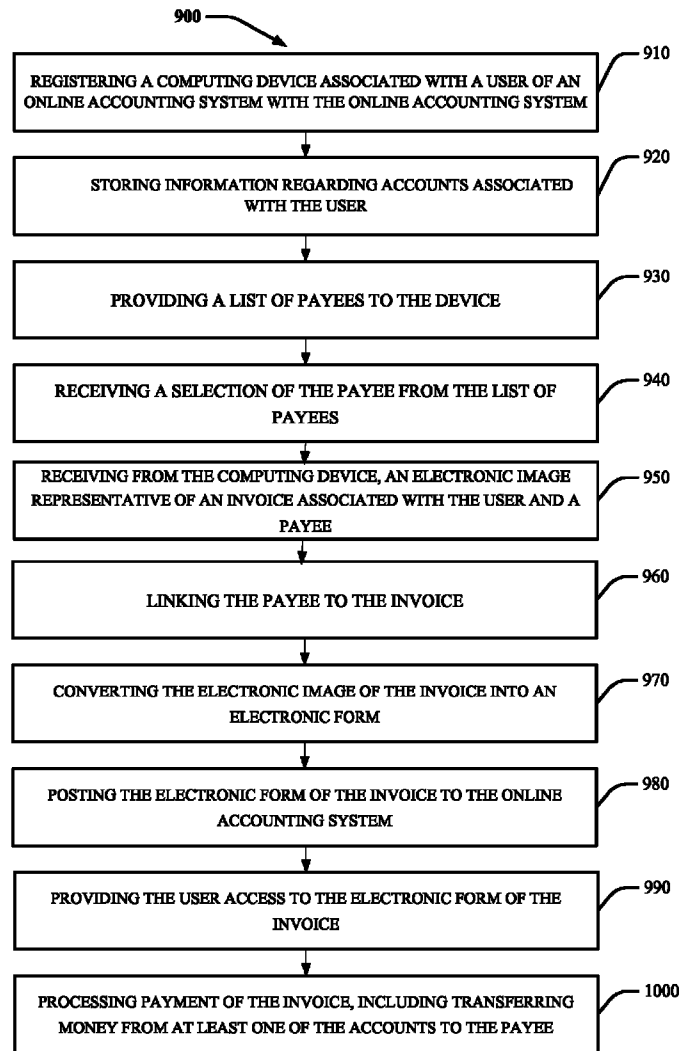 900
910
REGISTERING A COMPUTING DEVICE ASSOCIATED WITH A USER OF AN
ONLINE ACCOUNTING SYSTEM WITH THE ONLINE ACCOUNTING SYSTEM
920
STORING INFORMATION REGARDING ACCOUNTS ASSOCIATED
WITH THE USER
930
PROVIDING A LIST OF PAYEES TO THE DEVICE
940
RECEIVING A SELECTION OF THE PAYEE FROM THE LIST OF
PAYEES
950
RECEIVING FROM THE COMPUTING DEVICE, AN ELECTRONIC IMAGE
REPRESENTATIVE OF AN INVOICE ASSOCIATED WITH THE USER AND A
PAYEE
960
LINKING THE PAYEE TO THE INVOICE
970
CONVERTING THE ELECTRONIC IMAGE OF THE INVOICE INTO AN
ELECTRONIC FORM
980
POSTING THE ELECTRONIC FORM OF THE INVOICE TO THE ONLINE
ACCOUNTING SYSTEM
990
PROVIDING THE USER ACCESS TO THE ELECTRONIC FORM OF THE
INVOICE
1000
PROCESSING PAYMENT OF THE INVOICE, INCLUDING TRANSFERRING
MONEY FROM AT LEAST ONE OF THE ACCOUNTS TO THE PAYEE